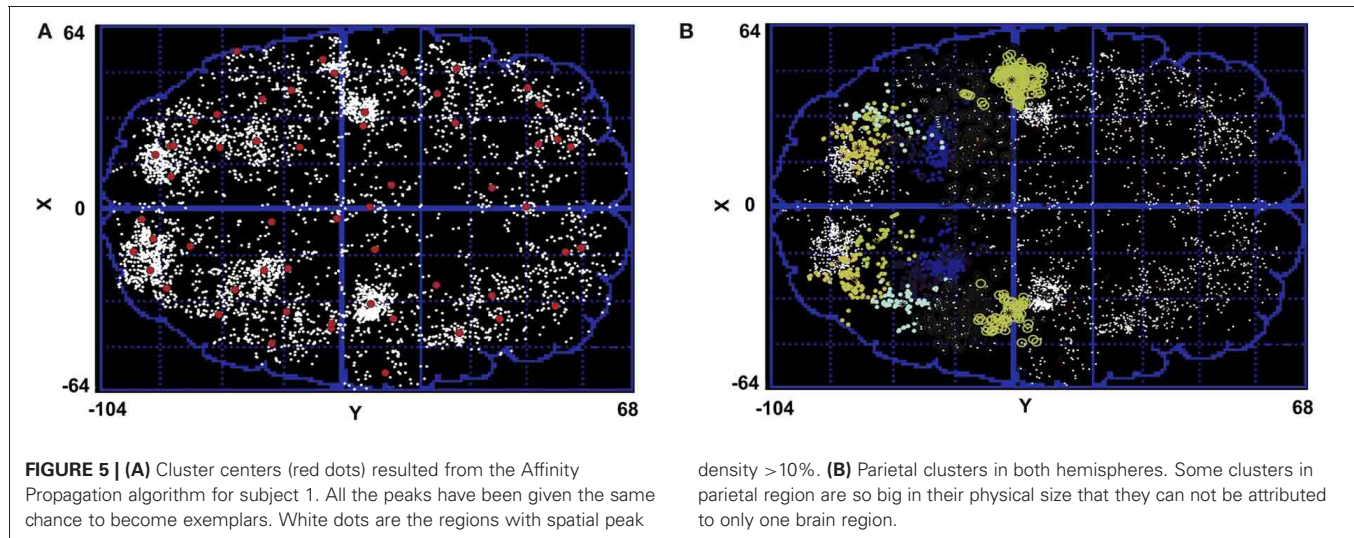 A
64
X
0
-64
-104
Y
68
B
64
X
0
-64
-104
Y
68
FIGURE 5 | (A) Cluster centers (red dots) resulted from the Affinity
Propagation algorithm for subject 1. All the peaks have been given the same
chance to become exemplars. White dots are the regions with spatial peak
density >10%. (B) Parietal clusters in both hemispheres. Some clusters in
parietal region are so big in their physical size that they can not be attributed
to only one brain region.